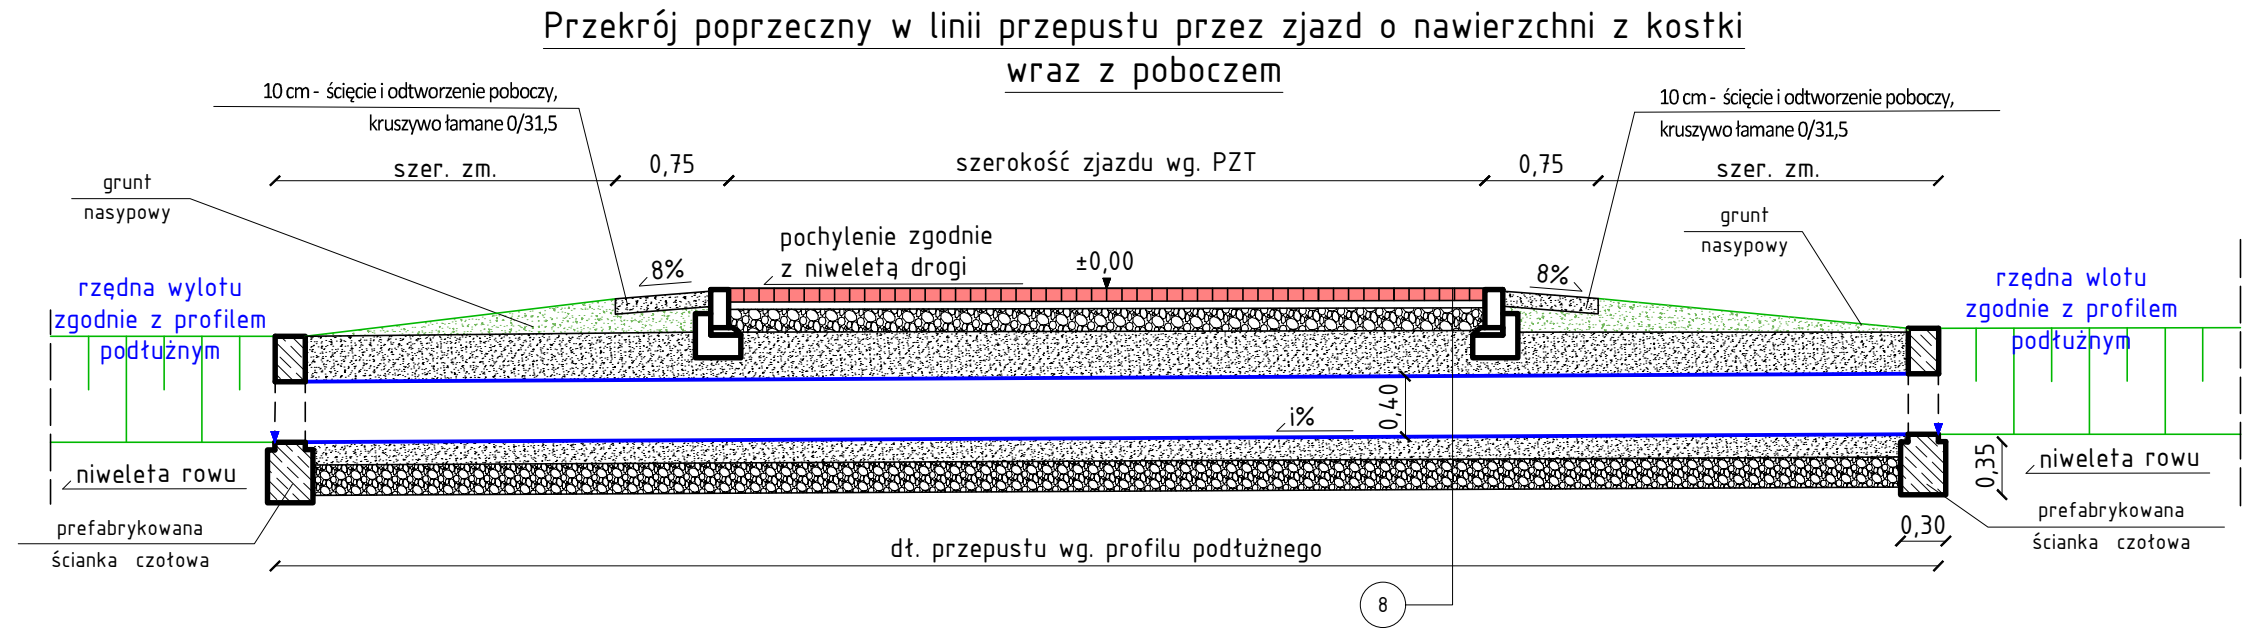 Przekrój poprzeczny w linii przepustu przez zjazd o nawierzchni z kostki
wraz z poboczem
10 cm - ścięcie i odtworzenie poboczy,
kruszywo łamane 0/31,5
10 cm - ścięcie i odtworzenie poboczy,
kruszywo łamane 0/31,5
szer. zm.
0,75
szerokość zjazdu wg. PZT
0,75
szer. zm.
grunt
nasypowy
grunt
nasypowy
pochylenie zgodnie
z niweletą drogi
±0,00
8%
8%
rzędna wylotu
zgodnie z profilem
podłużnym
rzędna wlotu
zgodnie z profilem
podłużnym
0,40
i%
niweleta rowu
0,35
niweleta rowu
prefabrykowana
ścianka czołowa
0,30
prefabrykowana
ścianka czołowa
dł. przepustu wg. profilu podłużnego
8